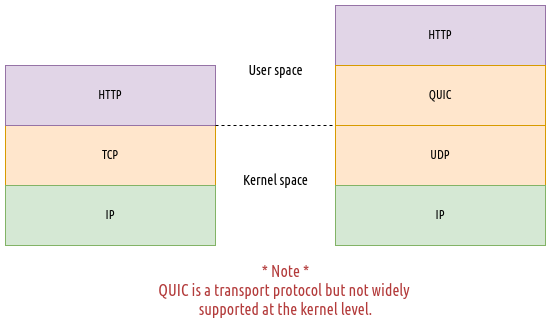 HTTP
User space
HTTP
QUIC
TCP
UDP
Kernel space
IP
IP
* Note *
QUIC is a transport protocol but not widely
supported at the kernel level.